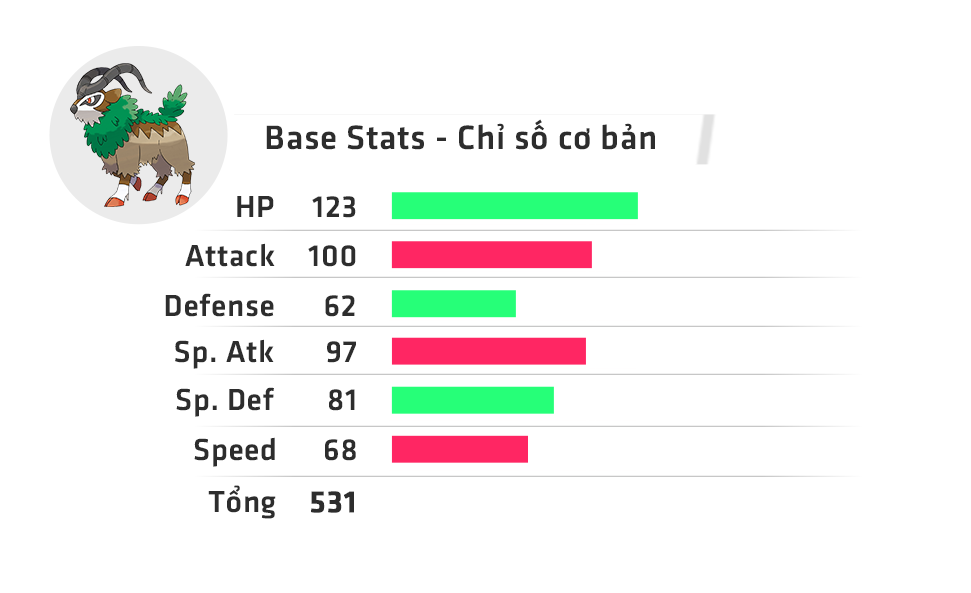 Base Stats - Chỉ số cơ bản
HP 123
Attack 100
Defense 62
Sp. Atk 97
Sp. Def 81
Speed 68
Tổng 531